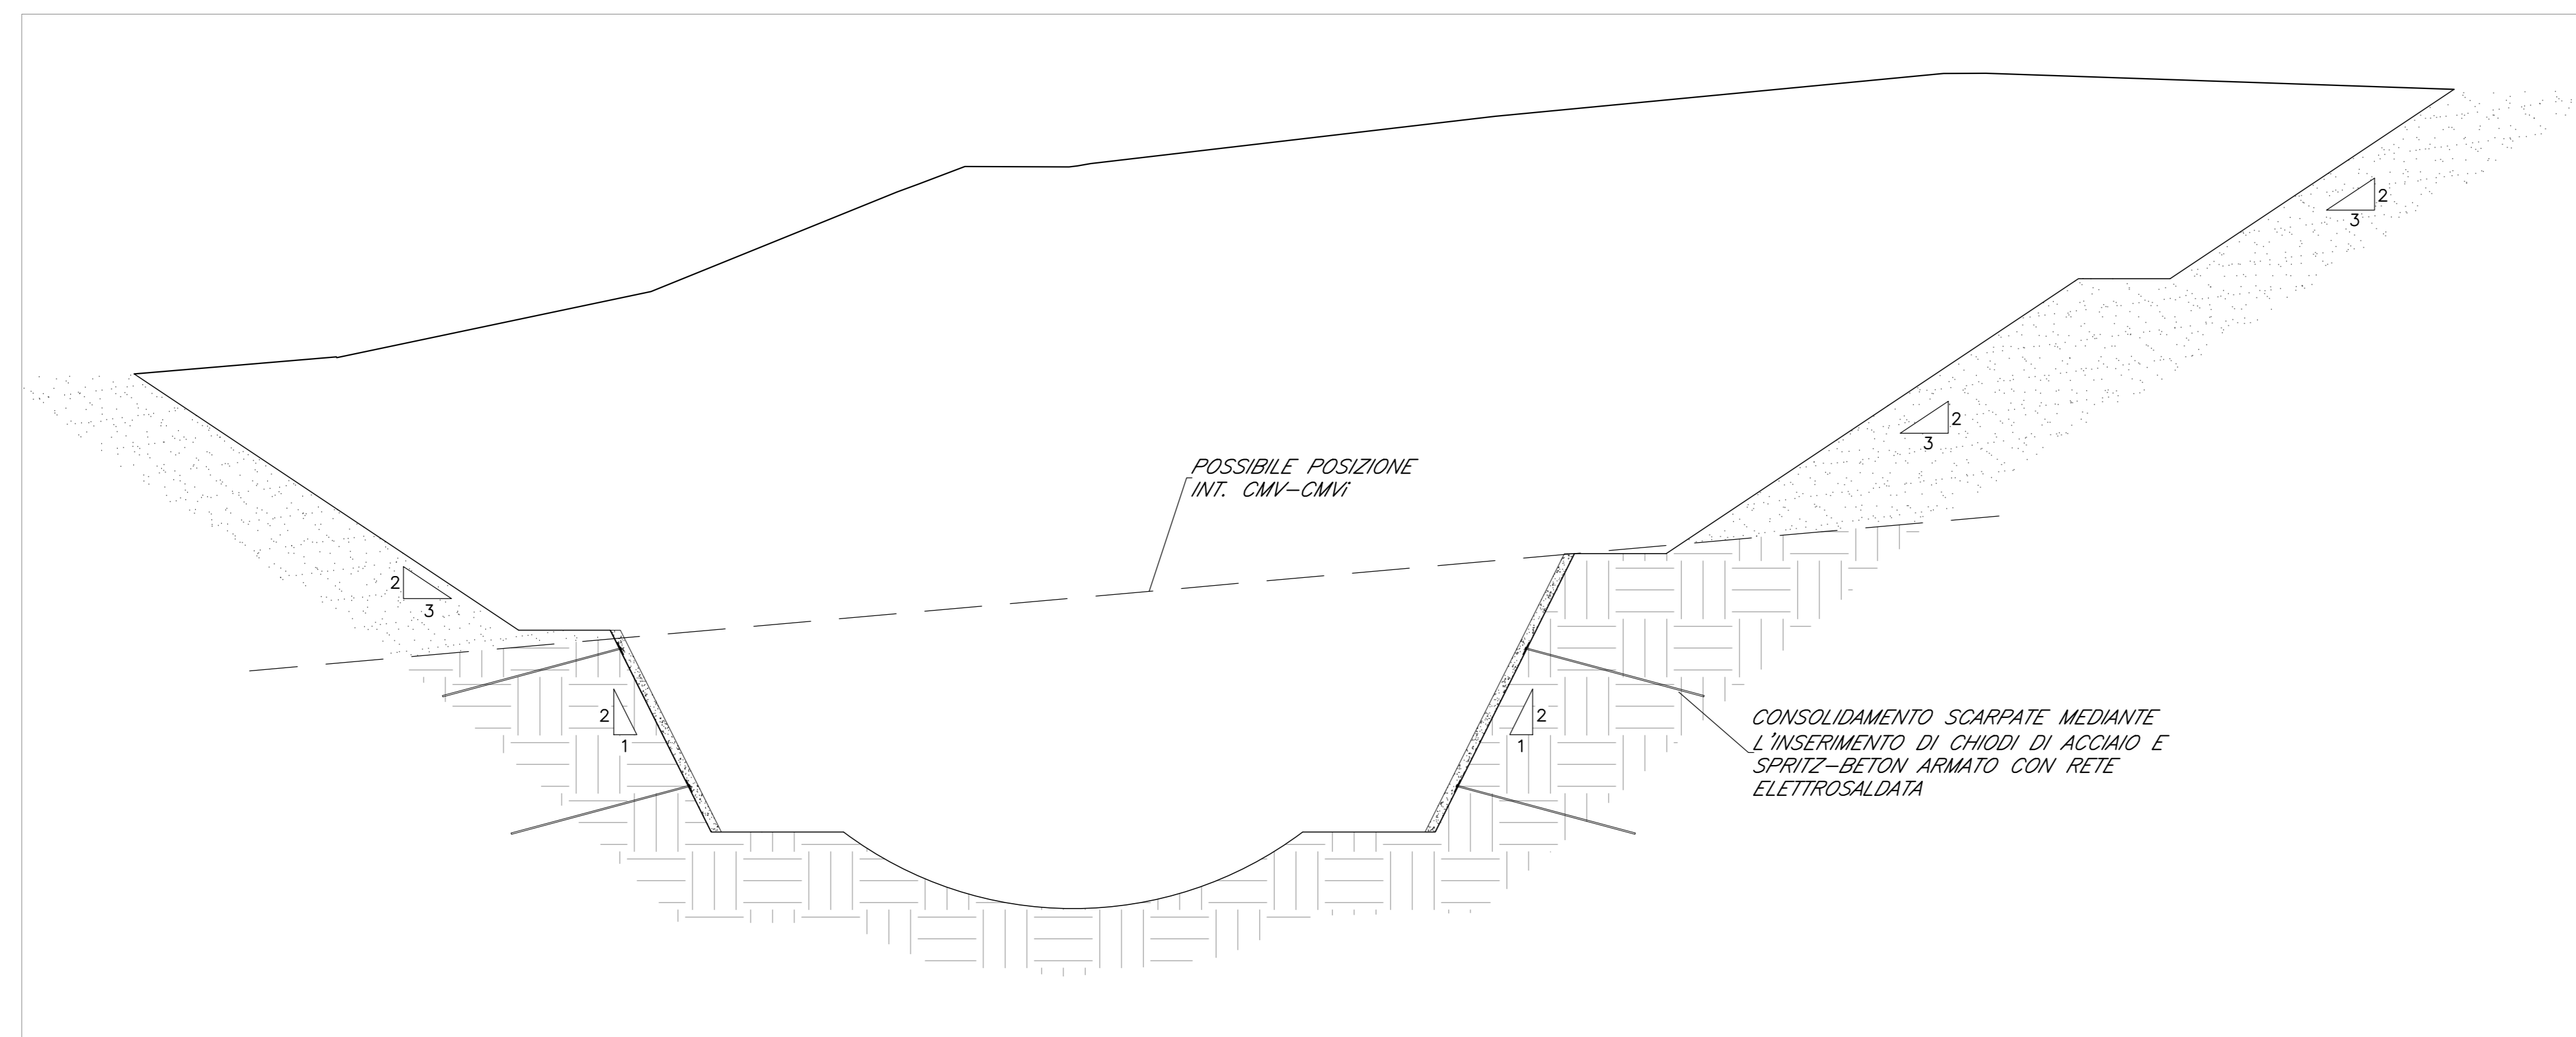 2
3
2
3
POSSIBILE POSIZIONE
INT. CMV-CMVi
2
3
2
1
2
1
CONSOLIDAMENTO SCARPATE MEDIANTE
L'INSERIMENTO DI CHIODI DI ACCIAIO E
SPRITZ-BETON ARMATO CON RETE
ELETTROSALDATA